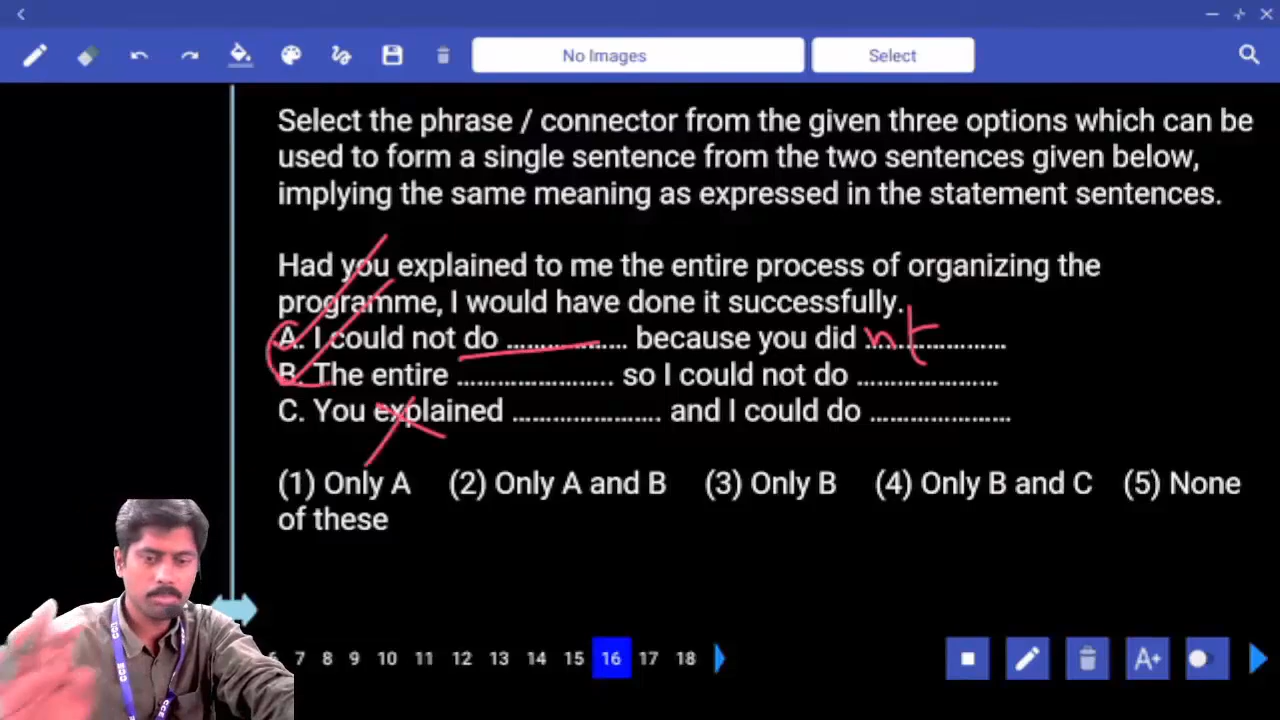 No Images
Select
Select the phrase / connector from the given three options which can be
used to form a single sentence from the two sentences given below,
implying the same meaning as expressed in the statement sentences.
Had you explained to me the entire process of organizing the
programme, I would have done it successfully.
A. I could not do ..................... because you did nt .....................
B. The entire ..................... so I could not do .....................
C. You explained ..................... and I could do .....................
(1) Only A (2) Only A and B (3) Only B (4) Only B and C (5) None
of these
6 7 8 9 10 11 12 13 14 15 16 17 18
A+